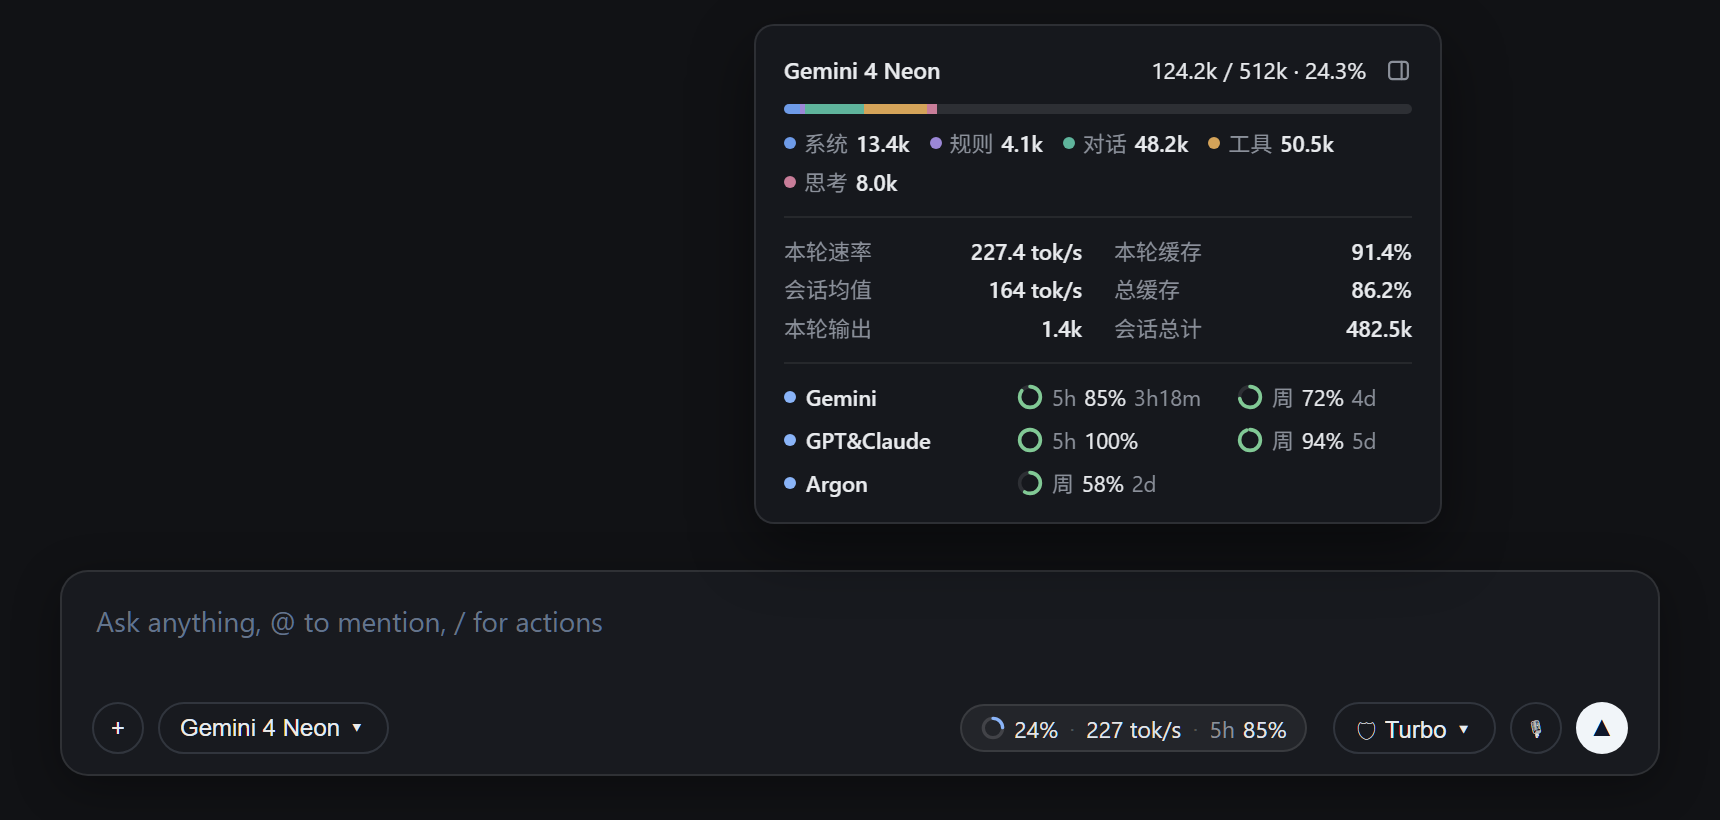 Gemini 4 Neon 124.2k / 512k · 24.3%
系统 13.4k 规则 4.1k 对话 48.2k 工具 50.5k
思考 8.0k
本轮速率 227.4 tok/s 本轮缓存 91.4%
会话均值 164 tok/s 总缓存 86.2%
本轮输出 1.4k 会话总计 482.5k
Gemini 5h 85% 3h18m 周 72% 4d
GPT&Claude 5h 100% 周 94% 5d
Argon 周 58% 2d
Ask anything, @ to mention, / for actions
+ Gemini 4 Neon ▾ 24% · 227 tok/s · 5h 85% Turbo ▾